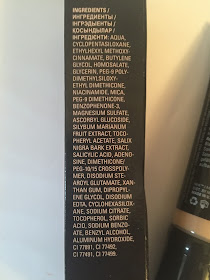 INGREDIENTS/
ИНГРЕДИЕНТЫ/
ІНГРЭДЫЕНТЫ/
ҚОСЫНДЫЛАР/
ІНГРЕДІЄНТИ: AQUA,
CYCLOPENTASILOXANE,
ETHYLHEXYL METHOXY-
CINNAMATE, BUTYLENE
GLYCOL, HOMOSALATE,
GLYCERIN, PEG-9 POLY-
DIMETHYLSILOXY-
ETHYL DIMETHICONE,
NIACINAMIDE, MICA,
PEG-9 DIMETHICONE,
BENZOPHENONE-3,
MAGNESIUM SULFATE,
ASCORBYL GLUCOSIDE,
SILYBUM MARIANUM
FRUIT EXTRACT, TOCO-
PHERYL ACETATE, SALIX
NIGRA BARK EXTRACT,
SALICYLIC ACID, ADENO-
SINE, DIMETHICONE/
PEG-10/15 CROSSPOLY-
MER, DISODIUM STE-
AROYL GLUTAMATE, XAN-
THAN GUM, DIPROPYL-
ENE GLYCOL, DISODIUM
EDTA, CYCLOHEXASILOX-
ANE, SODIUM CITRATE,
TOCOPHEROL, SORBIC
ACID, SODIUM BENZO-
ATE, BENZYL ALCOHOL,
ALUMINUM HYDROXIDE,
CI 77891, CI 77492,
CI 77491, CI 77499.